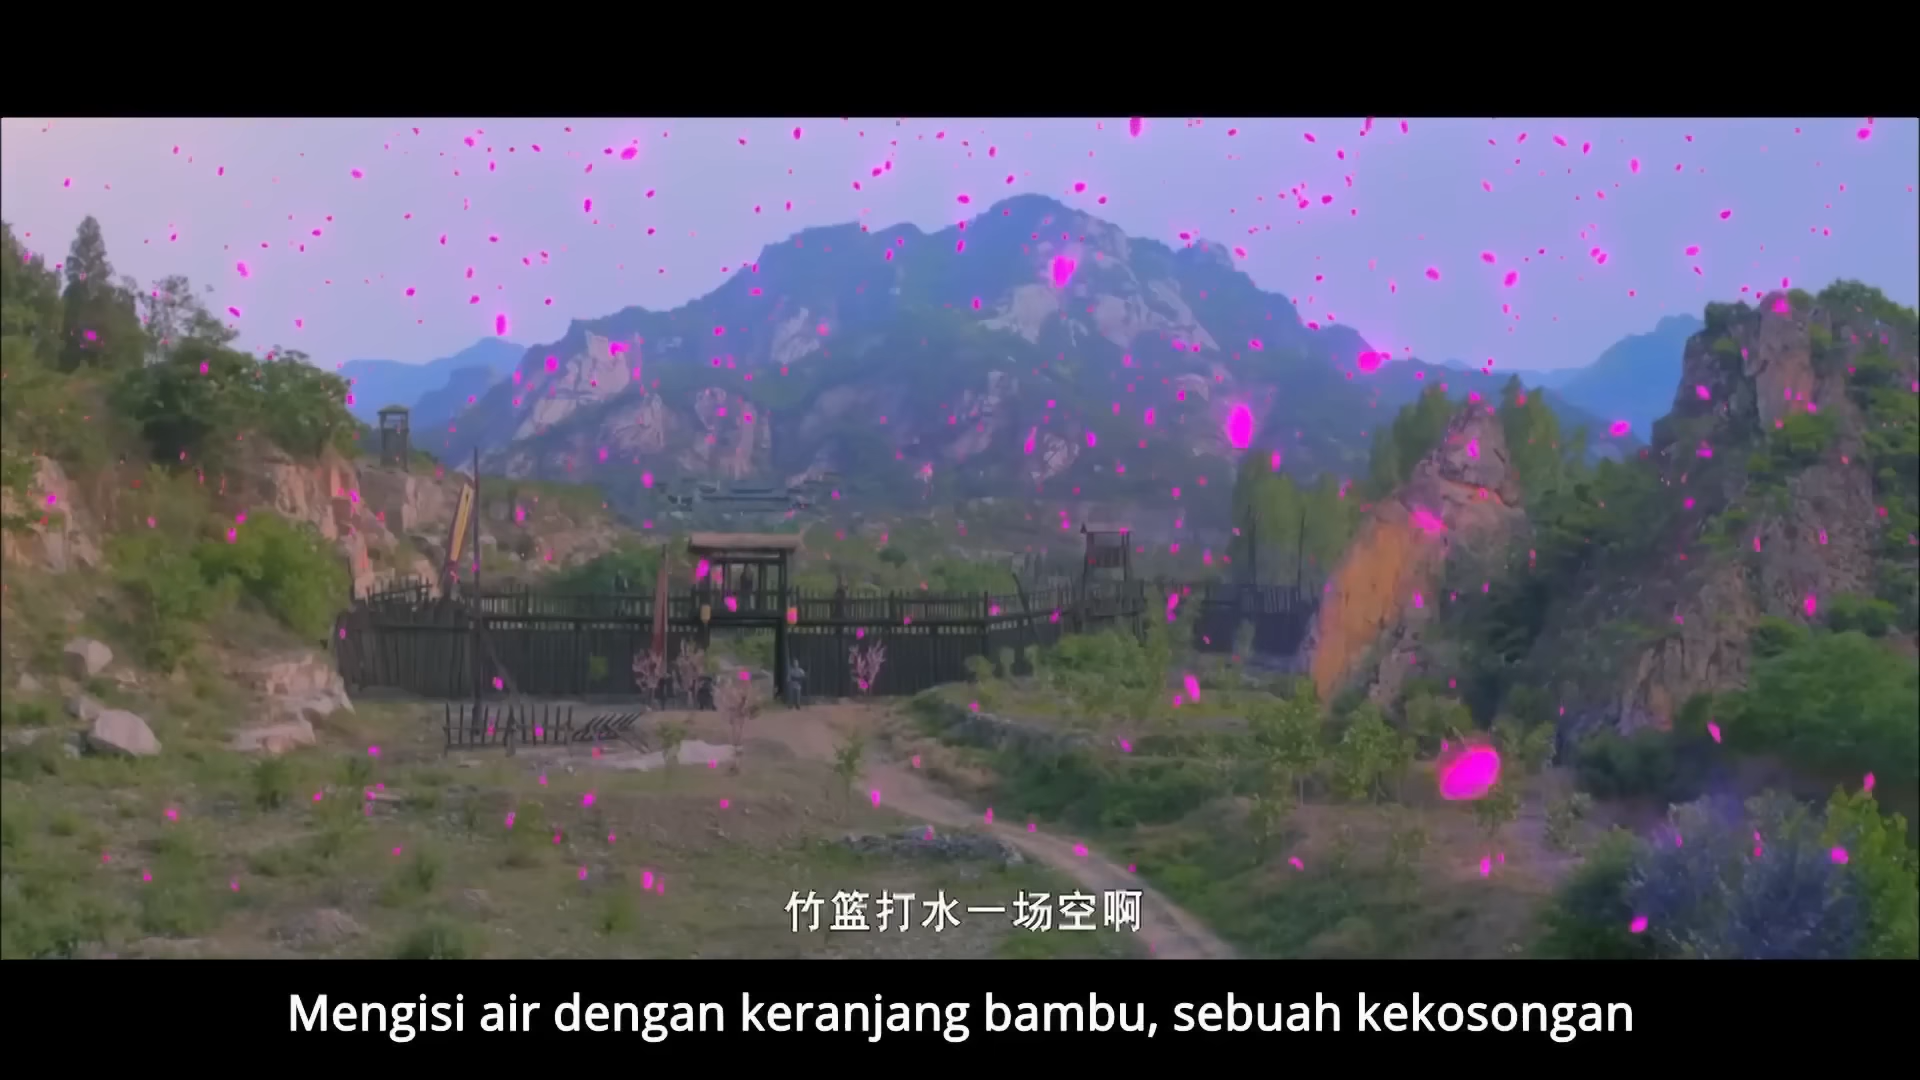 竹篮打水一场空啊
Mengisi air dengan keranjang bambu, sebuah kekosongan